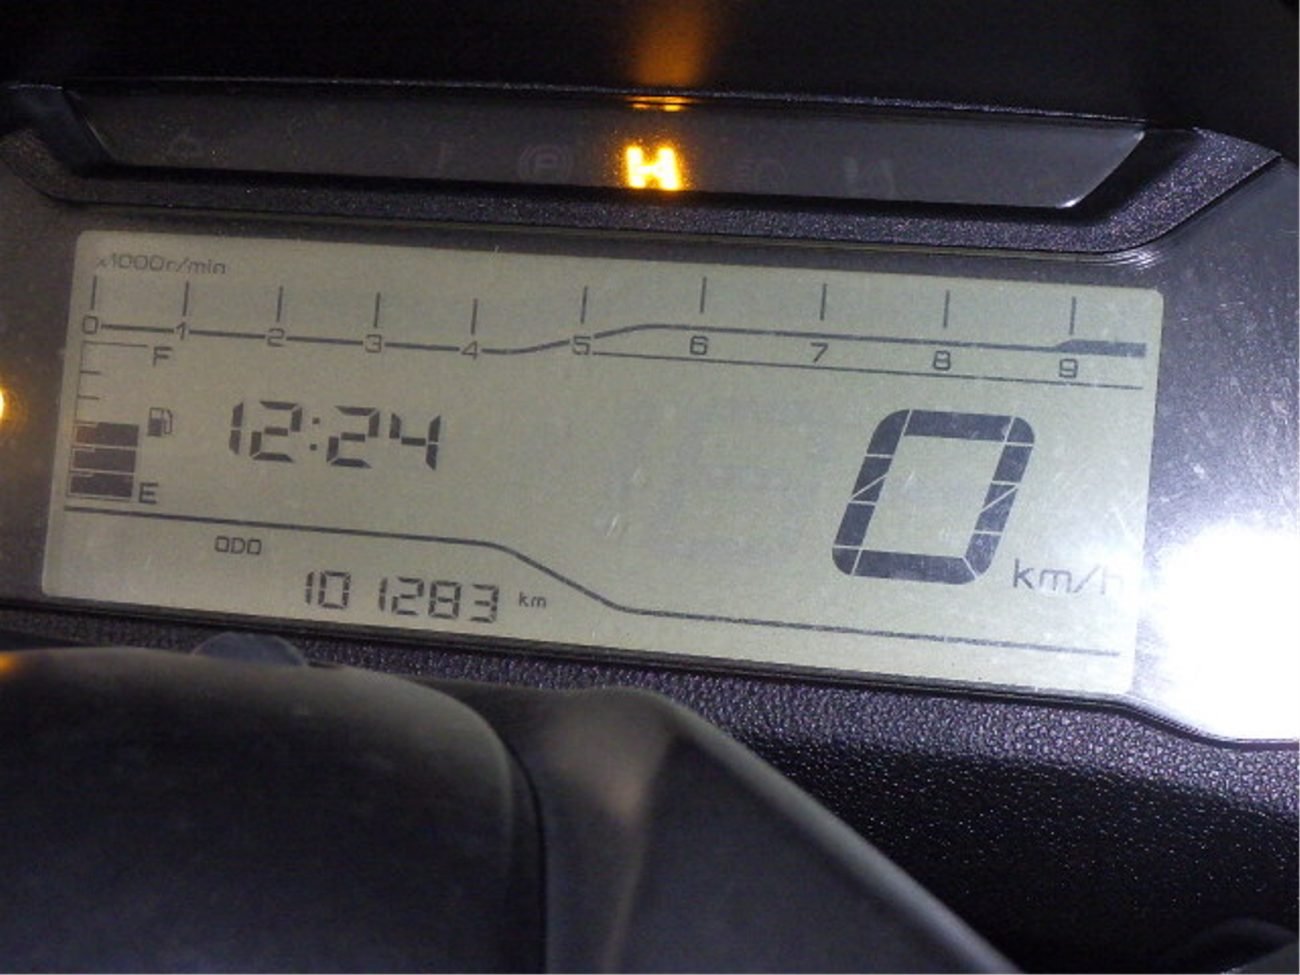 H
x1000r/min
0 1 2 3 4 5 6 7 8 9
F
12:24
0
E
km/h
ODO
101283 km